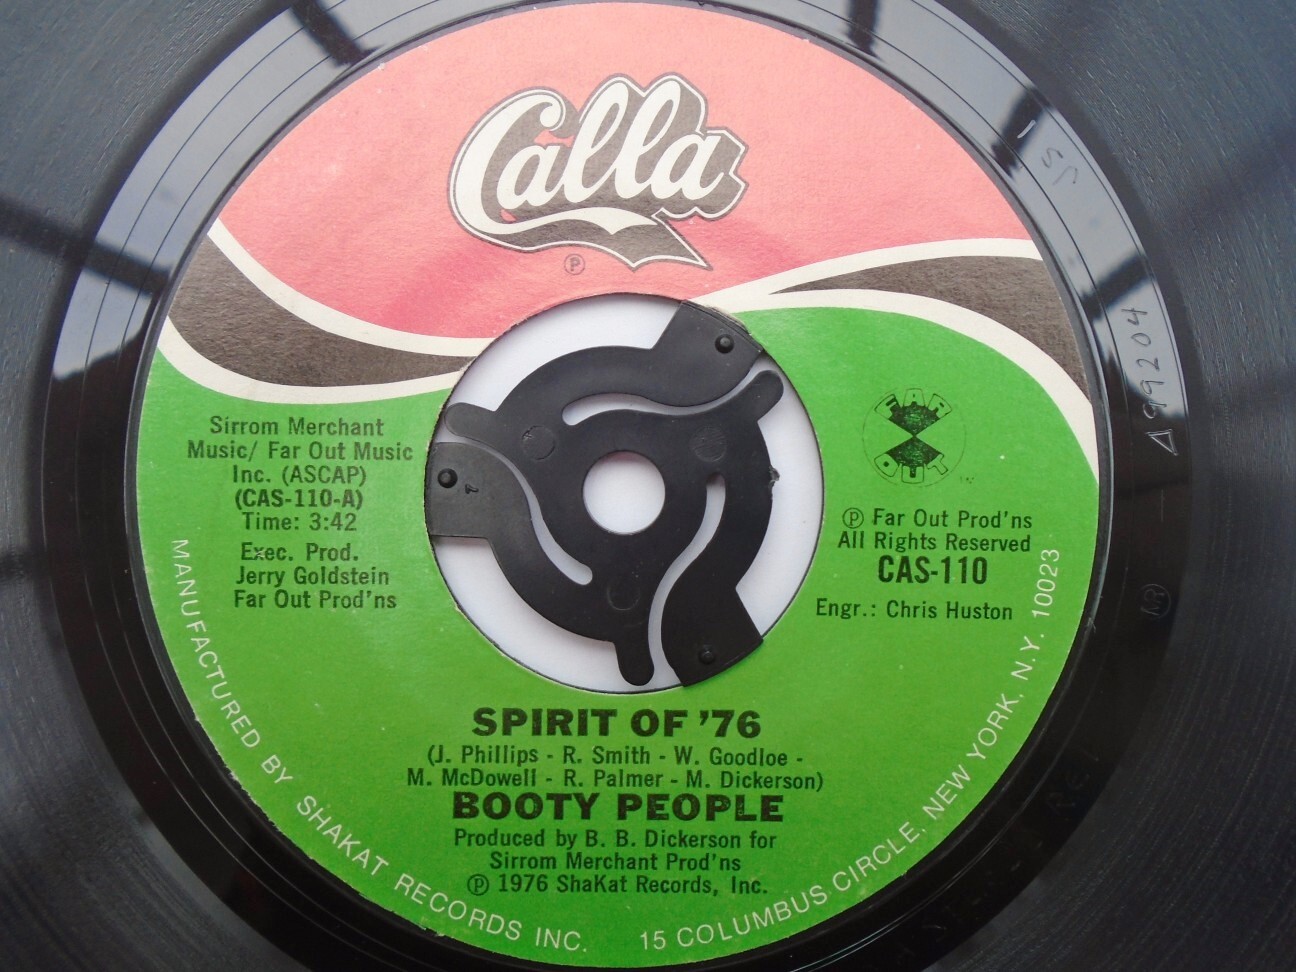 Calla
℗
Sirrom Merchant
Music/ Far Out Music
Inc. (ASCAP)
(CAS-110-A)
Time: 3:42
Exec. Prod.
Jerry Goldstein
Far Out Prod'ns
FAR
OUT
℗ Far Out Prod'ns
All Rights Reserved
CAS-110
Engr.: Chris Huston
SPIRIT OF '76
(J. Phillips - R. Smith - W. Goodloe -
M. McDowell - R. Palmer - M. Dickerson)
BOOTY PEOPLE
Produced by B. B. Dickerson for
Sirrom Merchant Prod'ns
℗ 1976 ShaKat Records, Inc.
MANUFACTURED BY SHAKAT RECORDS INC. 15 COLUMBUS CIRCLE, NEW YORK, N.Y. 10023
99204